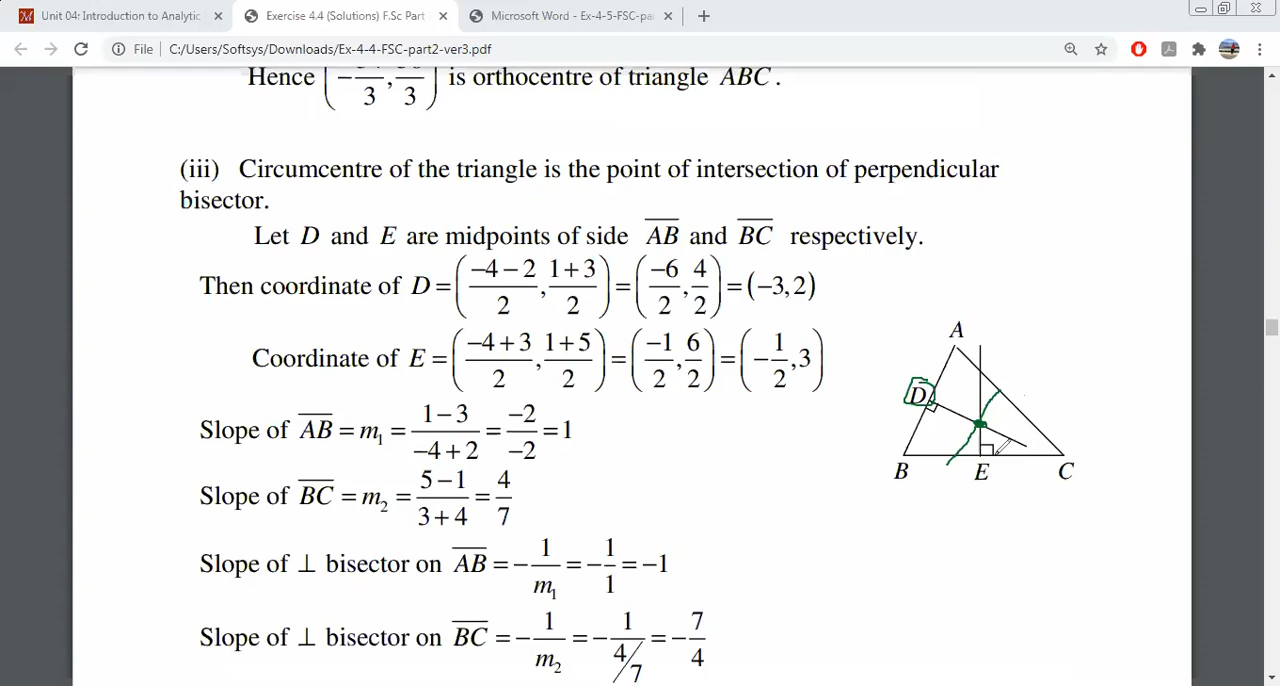 Unit 04: Introduction to Analytic
Exercise 4.4 (Solutions) F.Sc Part
Microsoft Word - Ex-4-5-FSC-pa
File | C:/Users/Softsys/Downloads/Ex-4-4-FSC-part2-ver3.pdf
Hence (− /3, /3) is orthocentre of triangle ABC.
(iii) Circumcentre of the triangle is the point of intersection of perpendicular
bisector.
Let D and E are midpoints of side A̅B̅ and B̅C̅ respectively.
Then coordinate of D = ((−4−2)/2, (1+3)/2) = (−6/2, 4/2) = (−3,2)
Coordinate of E = ((−4+3)/2, (1+5)/2) = (−1/2, 6/2) = (−1/2, 3)
Slope of A̅B̅ = m₁ = (1−3)/(−4+2) = −2/−2 = 1
Slope of B̅C̅ = m₂ = (5−1)/(3+4) = 4/7
Slope of ⊥ bisector on A̅B̅ = −1/m₁ = −1/1 = −1
Slope of ⊥ bisector on B̅C̅ = −1/m₂ = −1/(4/7) = −7/4
A
D
B E C